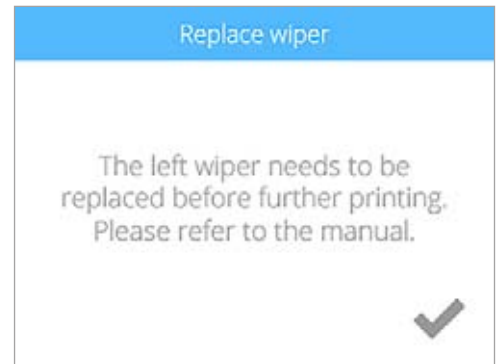 Replace wiper
The left wiper needs to be
replaced before further printing.
Please refer to the manual.